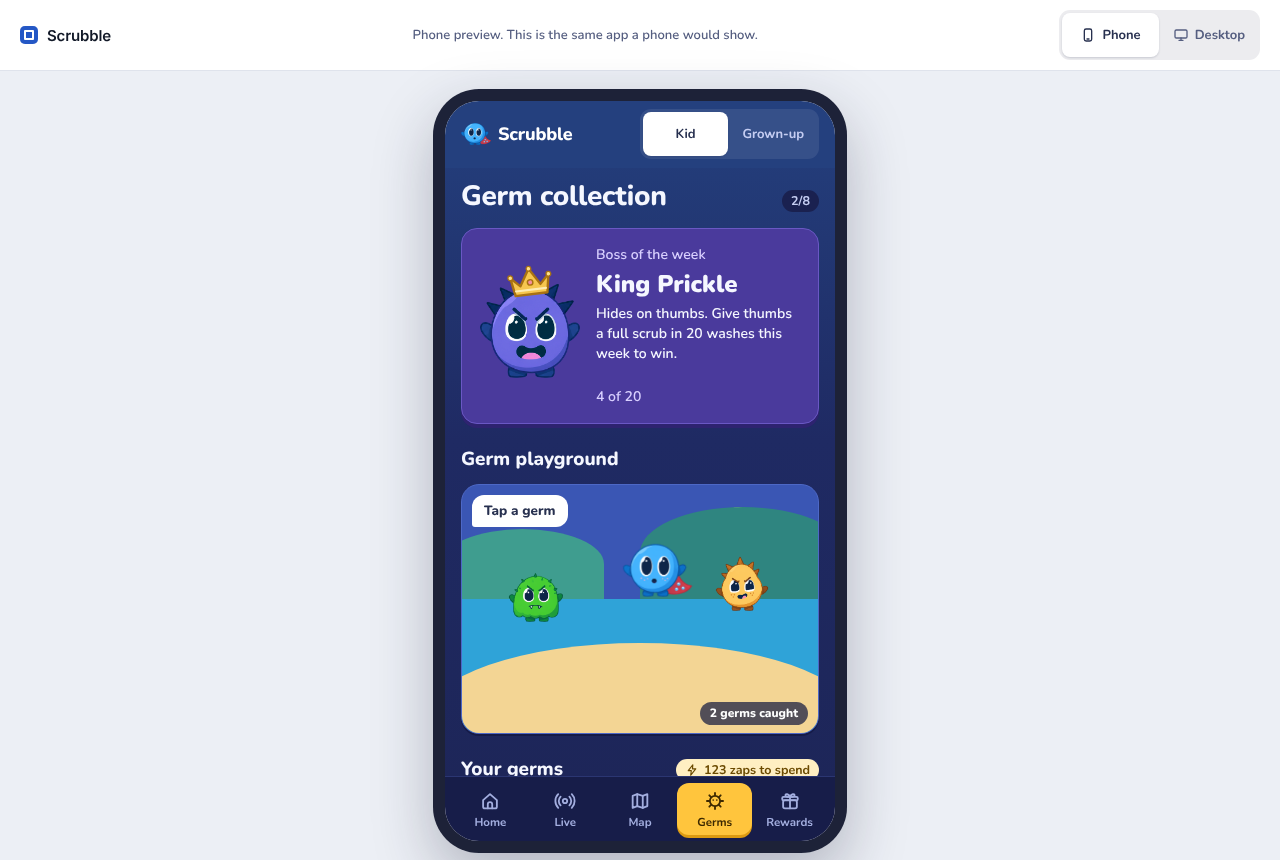 Scrubble
Phone preview. This is the same app a phone would show.
Phone
Desktop
Scrubble
Kid
Grown-up
Germ collection
2/8
Boss of the week
King Prickle
Hides on thumbs. Give thumbs
a full scrub in 20 washes this
week to win.
4 of 20
Germ playground
Tap a germ
2 germs caught
Your germs
123 zaps to spend
Home
Live
Map
Germs
Rewards